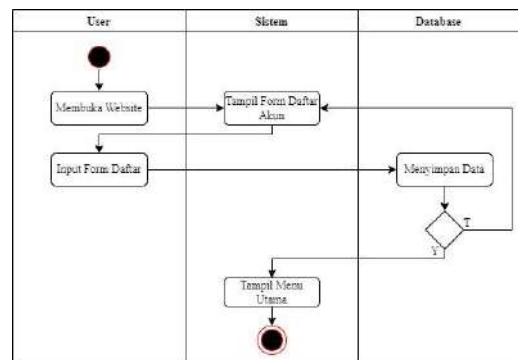 User
Sistem
Database
Membuka Website
Tampil Form Daftar
Akun
Input Form Daftar
Menyimpan Data
T
Y
Tampil Menu
Utama